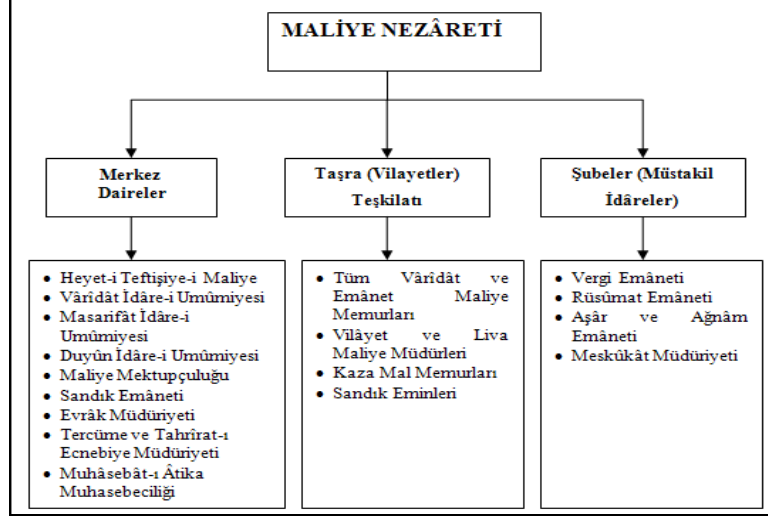 MALİYE NEZÂRETİ
Merkez
Daireler
Taşra (Vilayetler)
Teşkilatı
Şubeler (Müstakil
İdâreler)
• Heyet-i Teftişiye-i Maliye
• Vârîdât İdâre-i Umûmiyesi
• Masarifât İdâre-i
Umûmiyesi
• Duyûn İdâre-i Umûmiyesi
• Maliye Mektupçuluğu
• Sandık Emâneti
• Evrâk Müdüriyeti
• Tercüme ve Tahrîrat-ı
Ecnebiye Müdüriyeti
• Muhâsebât-ı Âtika
Muhasebeciliği
• Tüm Vârîdât ve
Emânet Maliye
Memurları
• Vilâyet ve Liva
Maliye Müdürleri
• Kaza Mal Memurları
• Sandık Eminleri
• Vergi Emâneti
• Rüsûmat Emâneti
• Aşâr ve Ağnâm
Emâneti
• Meskûkât Müdüriyeti